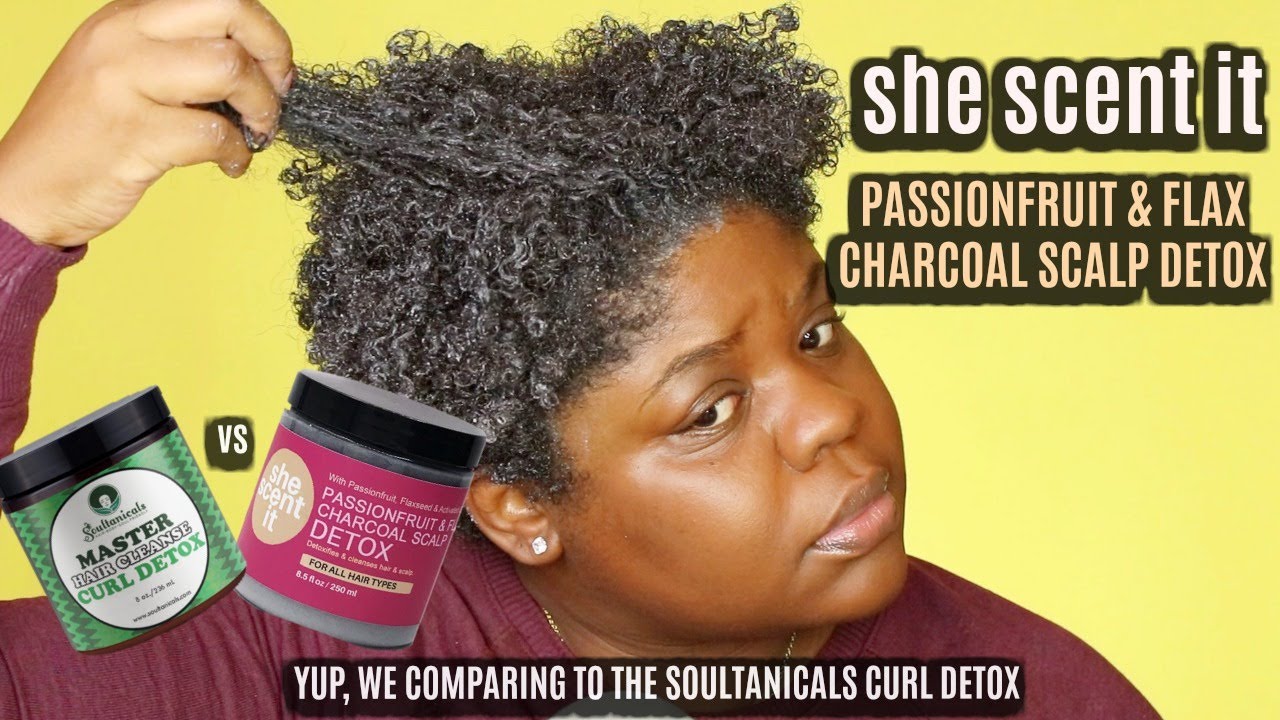 she scent it
PASSIONFRUIT & FLAX
CHARCOAL SCALP DETOX
VS
Soultanicals
MASTER
HAIR CLEANSE
CURL DETOX
8 oz./236 mL
www.soultanicals.com
she
scent
it
With Passionfruit, Flaxseed &
PASSIONFRUIT &
CHARCOAL SCALP
DETOX
Detoxifies & cleanses hair & scalp.
FOR ALL HAIR TYPES
8.5 fl oz/ 250 ml
YUP, WE COMPARING TO THE SOULTANICALS CURL DETOX